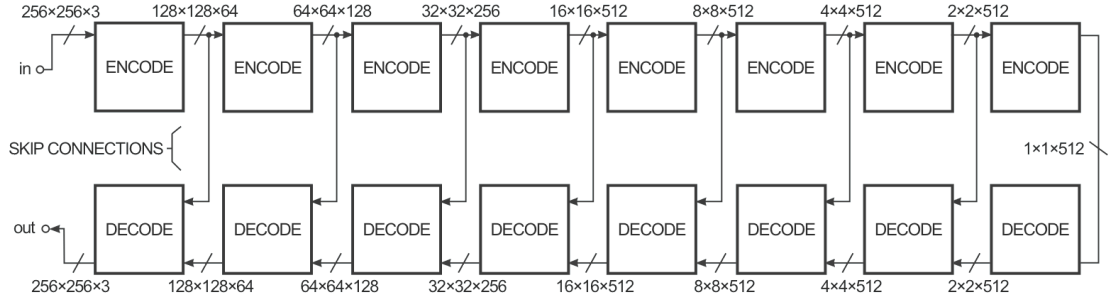 256×256×3 128×128×64 64×64×128 32×32×256 16×16×512 8×8×512 4×4×512 2×2×512
in ENCODE ENCODE ENCODE ENCODE ENCODE ENCODE ENCODE ENCODE
SKIP CONNECTIONS 1×1×512
out DECODE DECODE DECODE DECODE DECODE DECODE DECODE DECODE
256×256×3 128×128×64 64×64×128 32×32×256 16×16×512 8×8×512 4×4×512 2×2×512